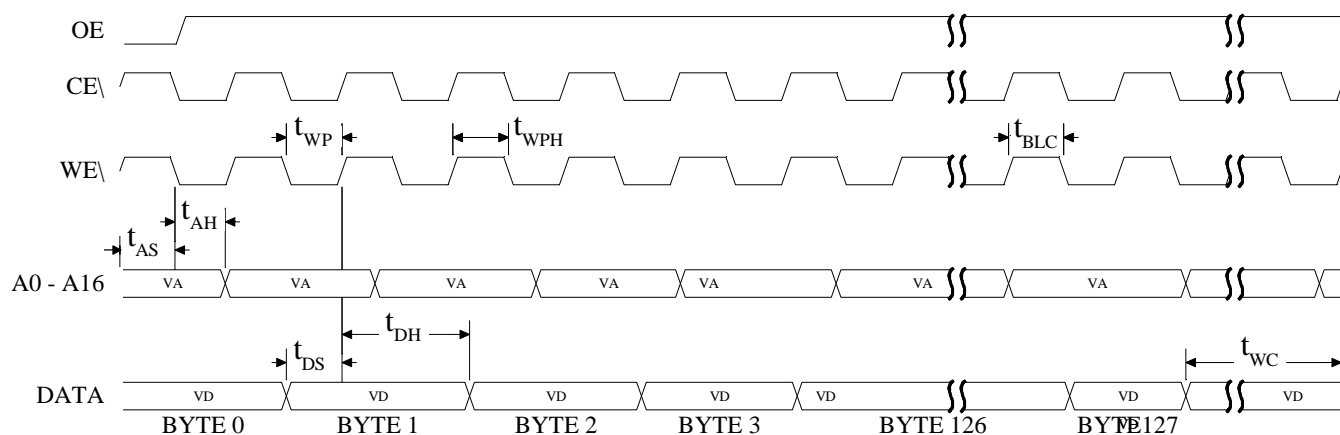 OE
CE\
tWP
tWPH
tBLC
WE\
tAH
tAS
A0 - A16
VA VA VA VA VA VA VA
tDH
tDS
tWC
DATA
VD VD VD VD VD VD VD
BYTE 0 BYTE 1 BYTE 2 BYTE 3 BYTE 126 BYTE127
VD